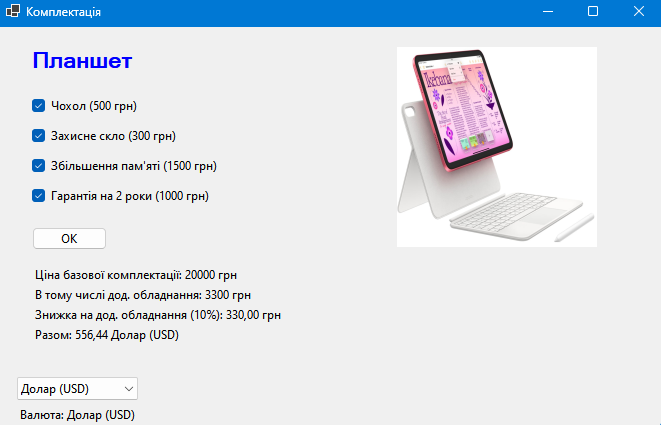 Комплектація
Планшет
Чохол (500 грн)
Захисне скло (300 грн)
Збільшення пам'яті (1500 грн)
Гарантія на 2 роки (1000 грн)
ОК
Ціна базової комплектації: 20000 грн
В тому числі дод. обладнання: 3300 грн
Знижка на дод. обладнання (10%): 330,00 грн
Разом: 556,44 Долар (USD)
Долар (USD)
Валюта: Долар (USD)
Ikebana